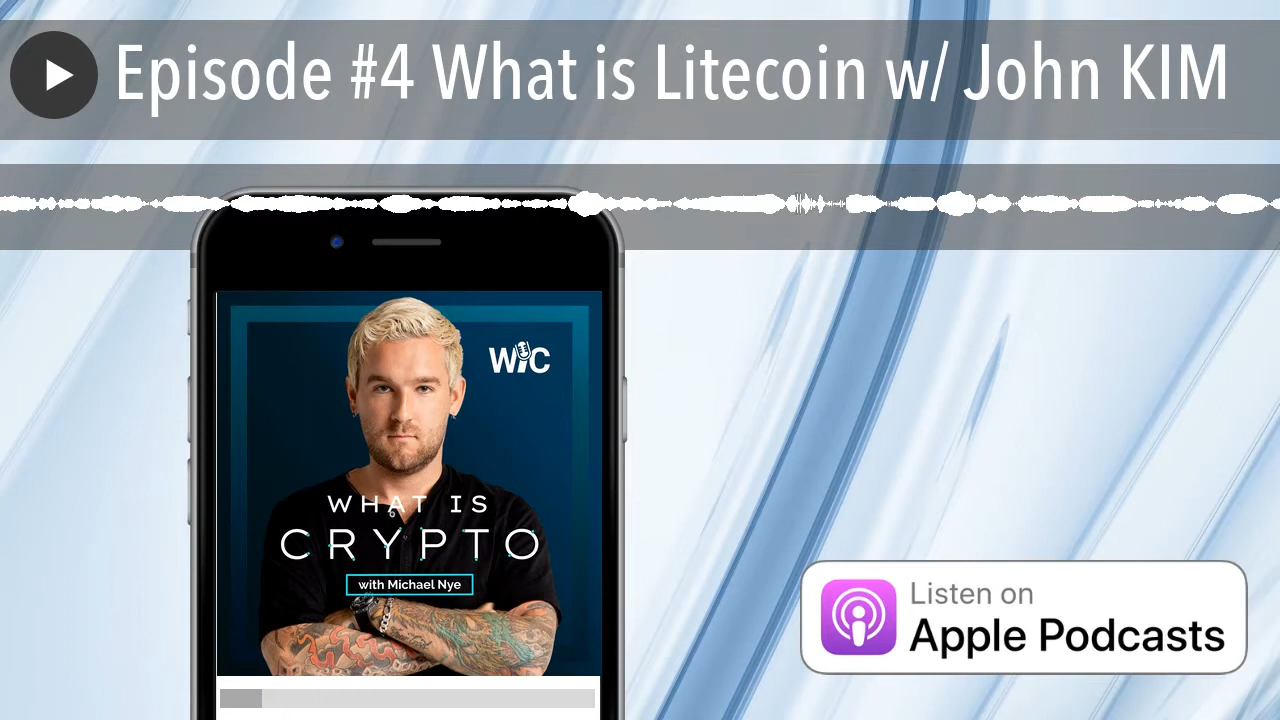 Episode #4 What is Litecoin w/ John KIM
WiC
WHAT IS
CRYPTO
with Michael Nye
Listen on
Apple Podcasts